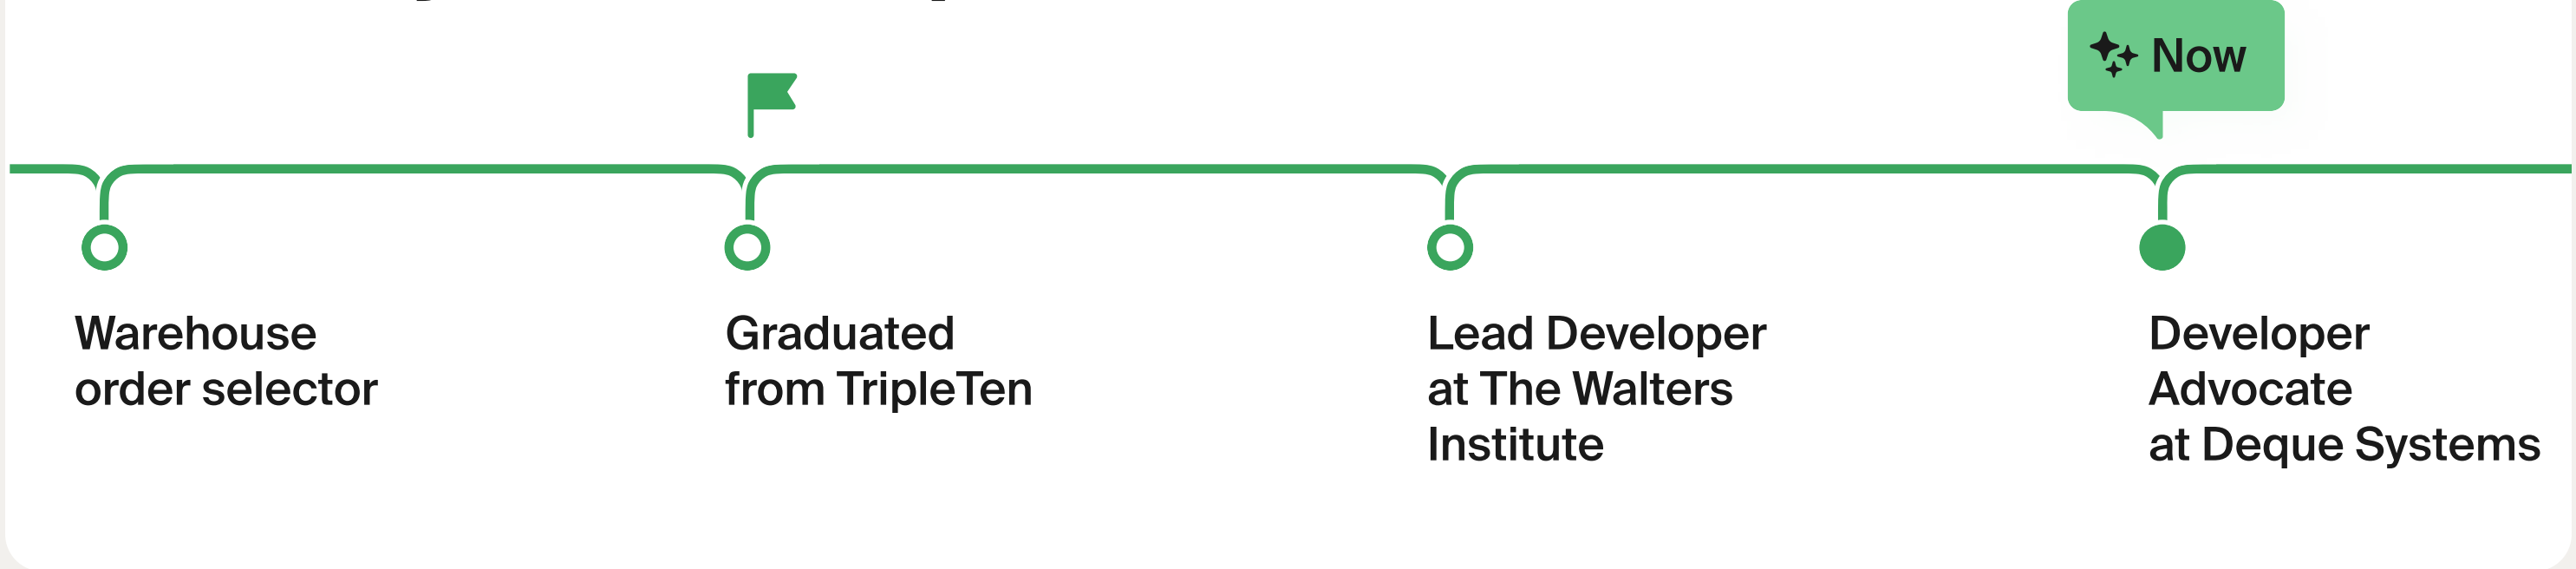 Now
Warehouse
order selector
Graduated
from TripleTen
Lead Developer
at The Walters
Institute
Developer
Advocate
at Deque Systems